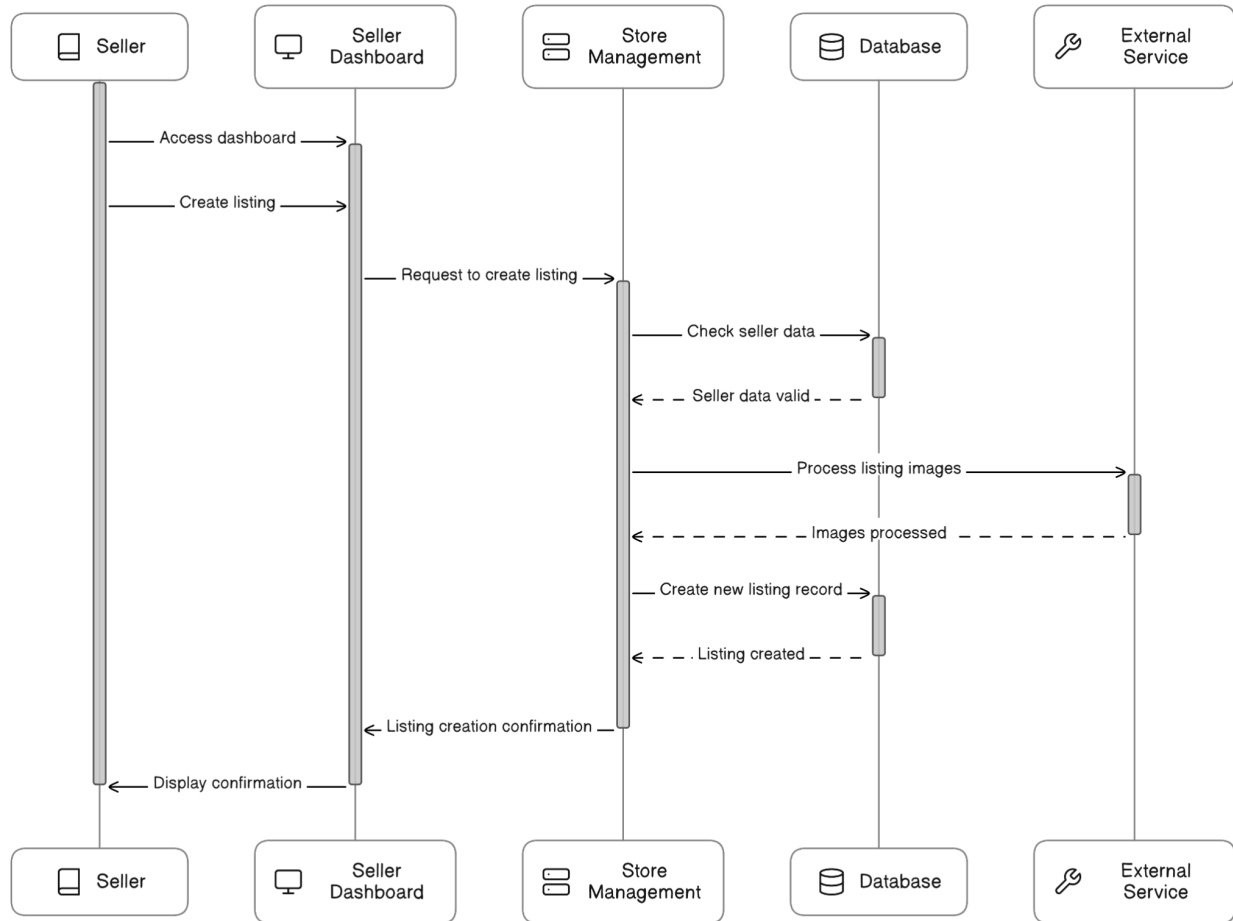 Seller
Seller
Dashboard
Store
Management
Database
External
Service
Access dashboard
Create listing
Request to create listing
Check seller data
Seller data valid
Process listing images
Images processed
Create new listing record
Listing created
Listing creation confirmation
Display confirmation
Seller
Seller
Dashboard
Store
Management
Database
External
Service